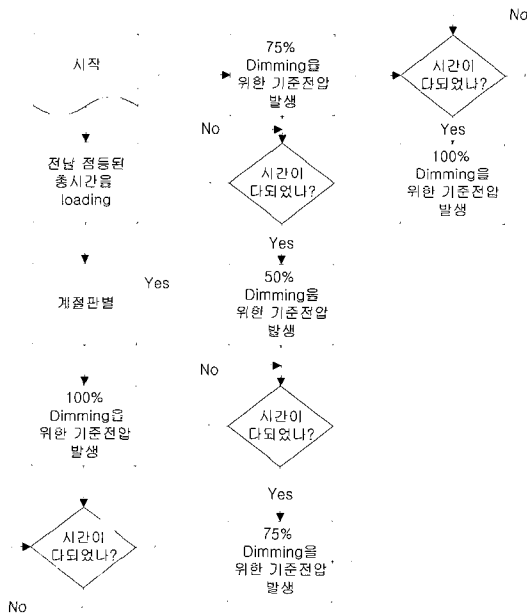 시작
전날 점등된
총시간을
loading
계절판별
100%
Dimming을
위한 기준전압
발생
시간이
다되었나?
No
Yes
75%
Dimming을
위한 기준전압
발생
No
시간이
다되었나?
Yes
50%
Dimming을
위한 기준전압
발생
No
시간이
다되었나?
Yes
75%
Dimming을
위한 기준전압
발생
No
시간이
다되었나?
Yes
100%
Dimming을
위한 기준전압
발생